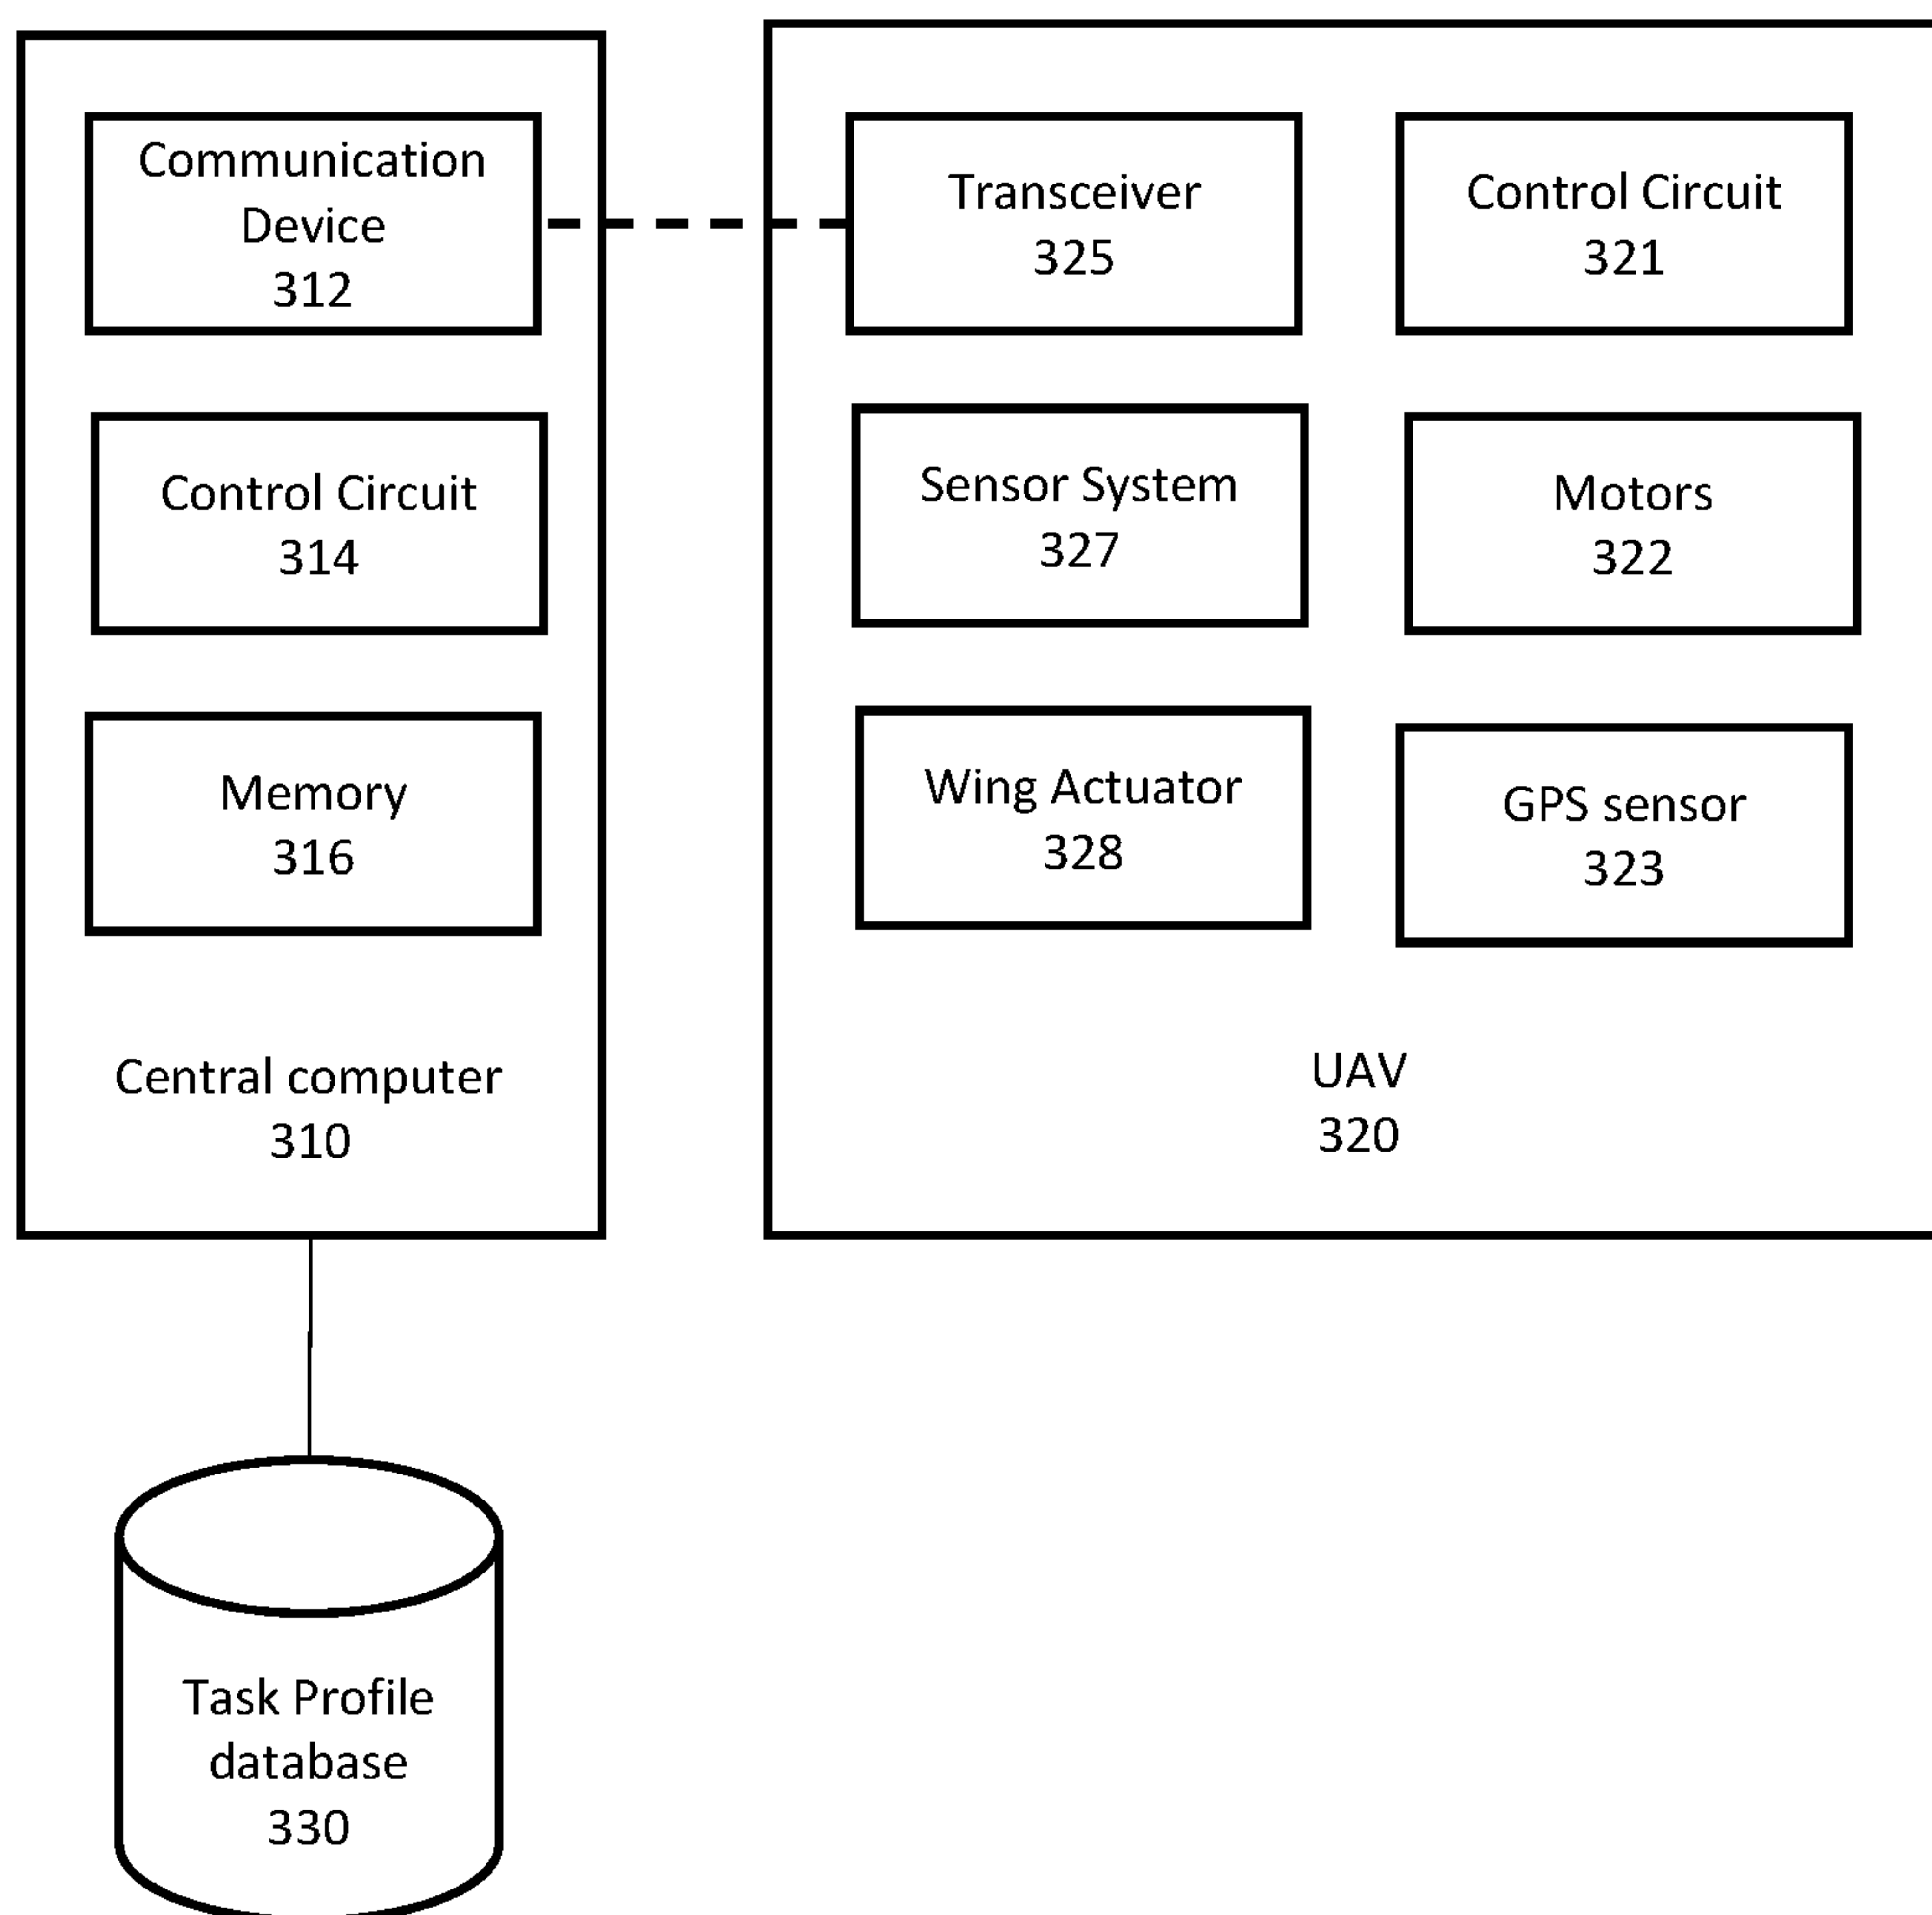 Communication
Device
312
Control Circuit
314
Memory
316
Central computer
310
Transceiver
325
Control Circuit
321
Sensor System
327
Motors
322
Wing Actuator
328
GPS sensor
323
UAV
320
Task Profile
database
330